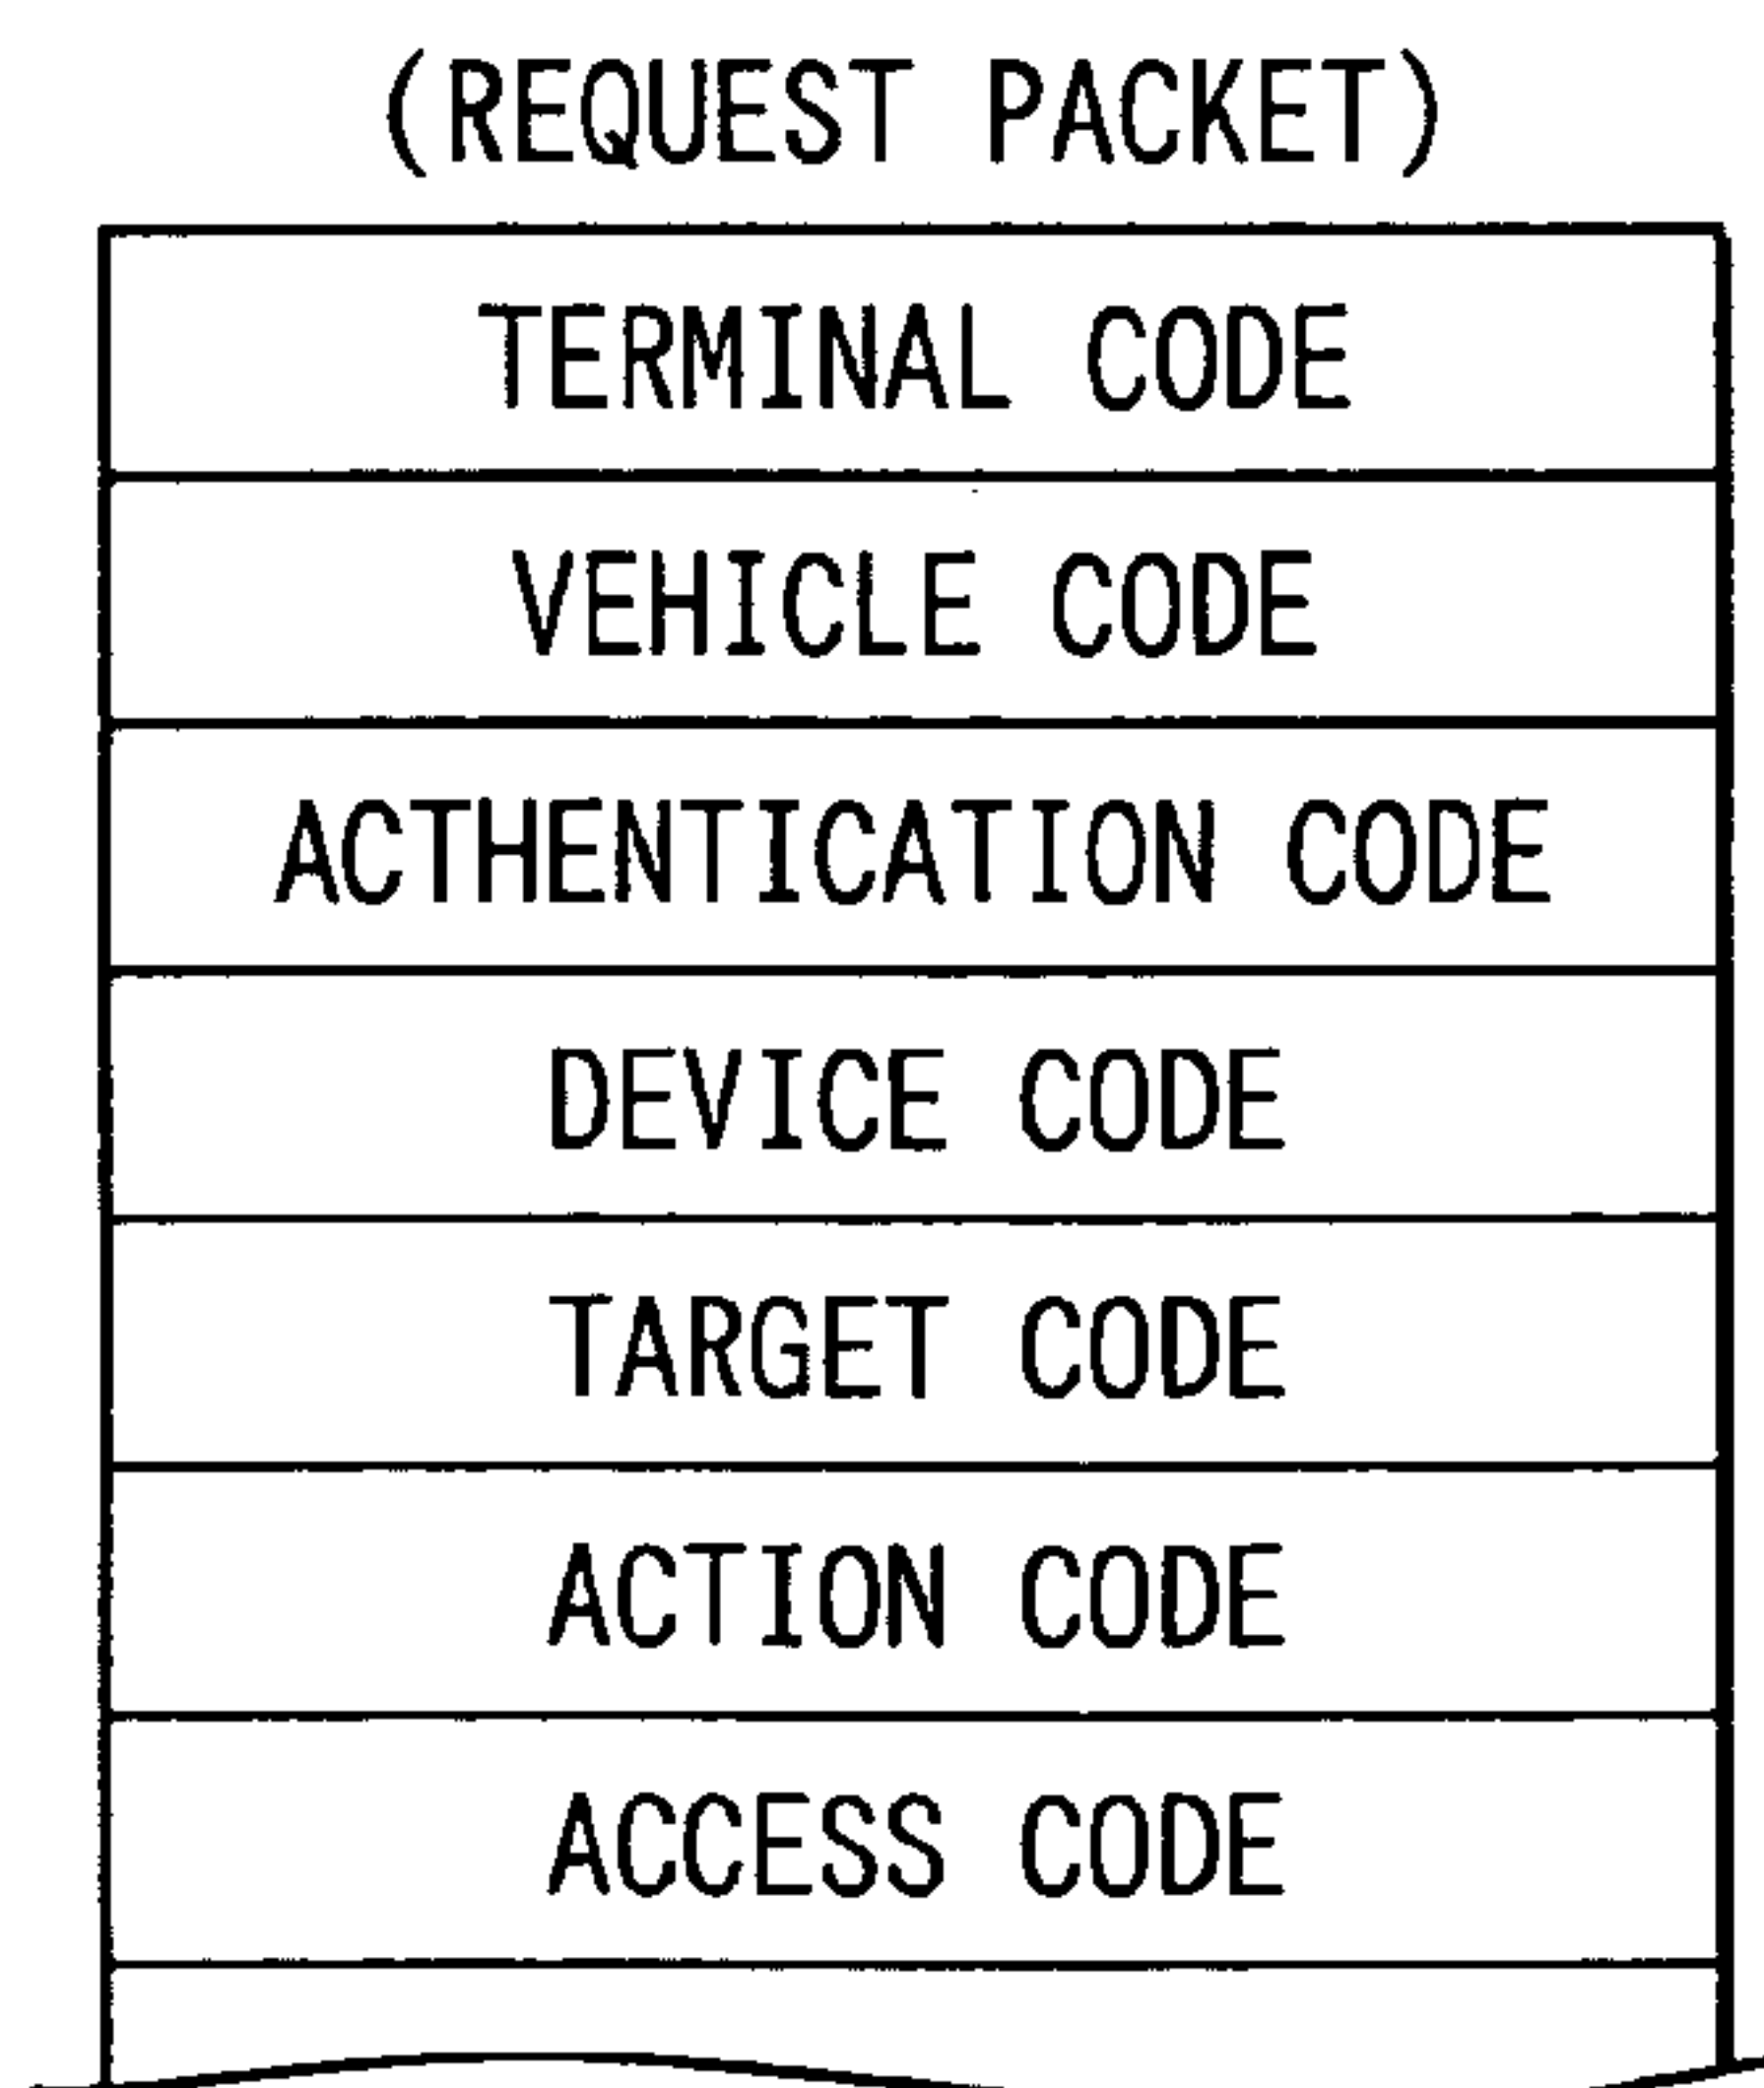 (REQUEST PACKET)
TERMINAL CODE
VEHICLE CODE
ACTHENTICATION CODE
DEVICE CODE
TARGET CODE
ACTION CODE
ACCESS CODE